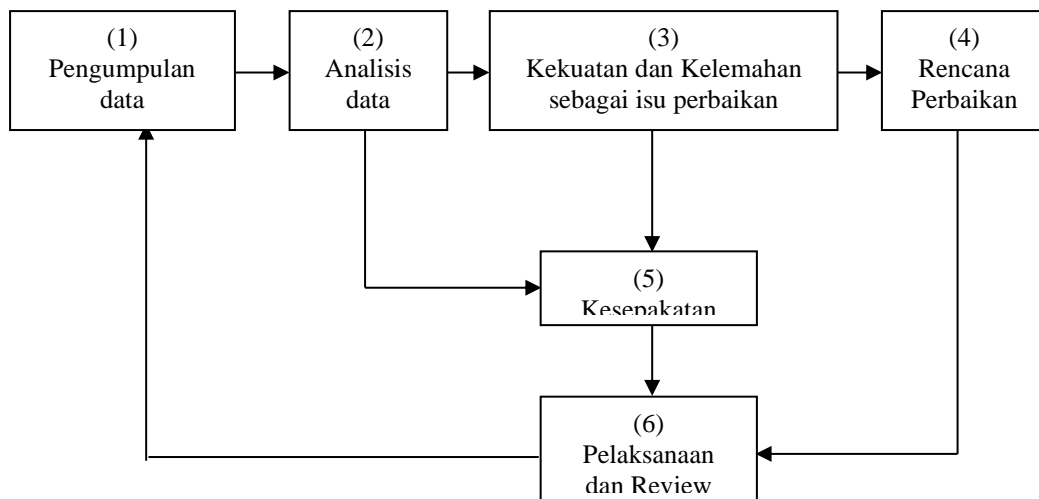 (1)
Pengumpulan
data
(2)
Analisis
data
(3)
Kekuatan dan Kelemahan
sebagai isu perbaikan
(4)
Rencana
Perbaikan
(5)
Kesepakatan
(6)
Pelaksanaan
dan Review